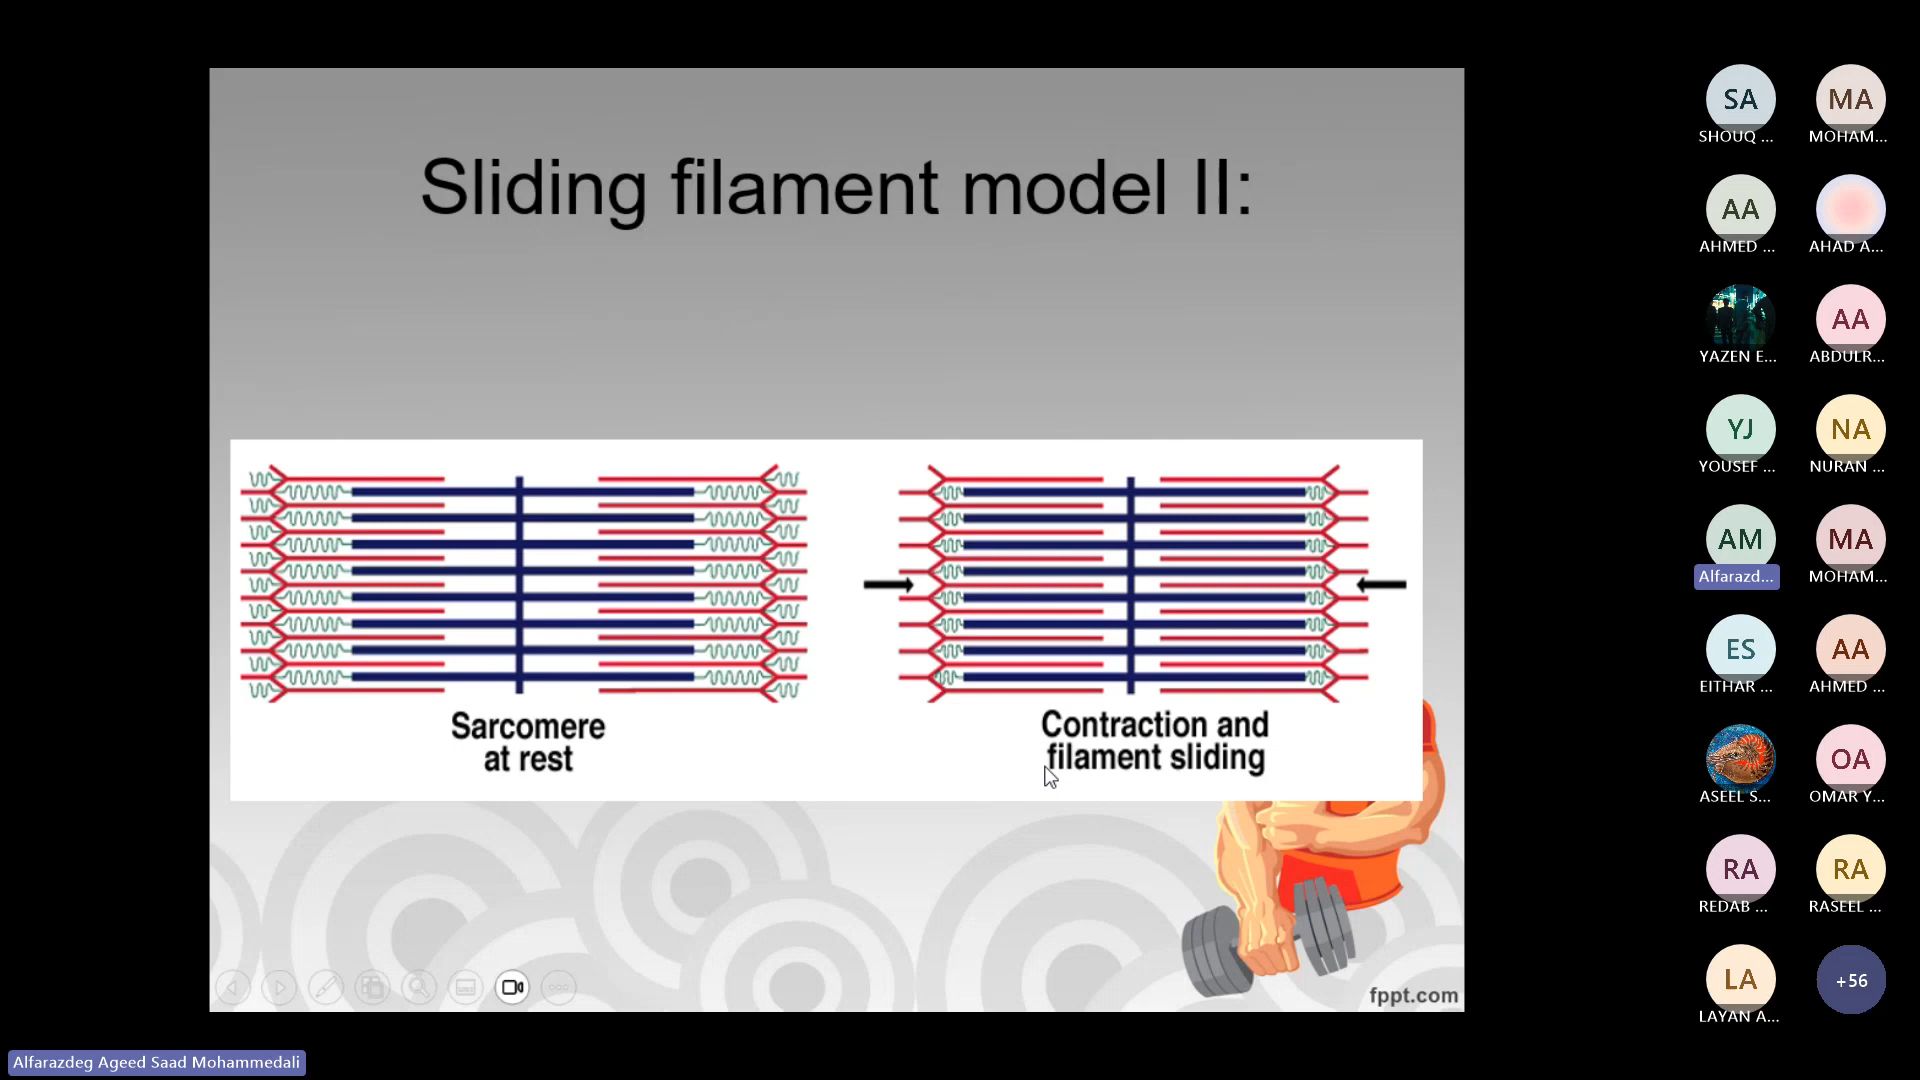 Sliding filament model II:
Sarcomere
at rest
Contraction and
filament sliding
fppt.com
SA
SHOUQ ...
MA
MOHAM...
AA
AHMED ...
AHAD A...
YAZEN E...
AA
ABDULR...
YJ
YOUSEF ...
NA
NURAN ...
AM
Alfarazd...
MA
MOHAM...
ES
EITHAR ...
AA
AHMED ...
ASEEL S...
OA
OMAR Y...
RA
REDAB ...
RA
RASEEL ...
LA
LAYAN A...
+56
Alfarazdeg Ageed Saad Mohammedali